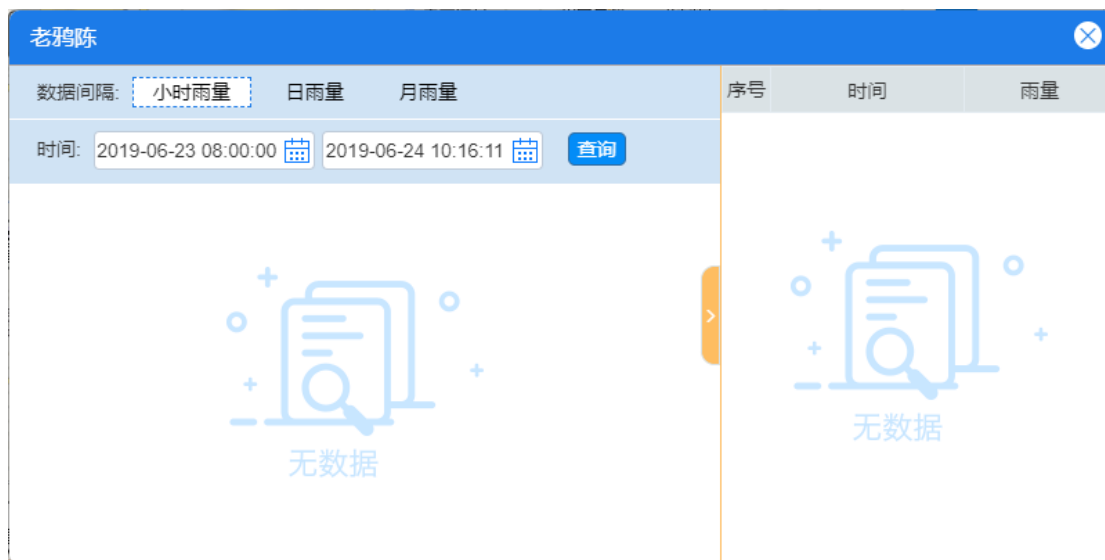 老鸦陈
数据间隔: 小时雨量 日雨量 月雨量
时间: 2019-06-23 08:00:00 2019-06-24 10:16:11 查询
无数据
序号 时间 雨量
无数据